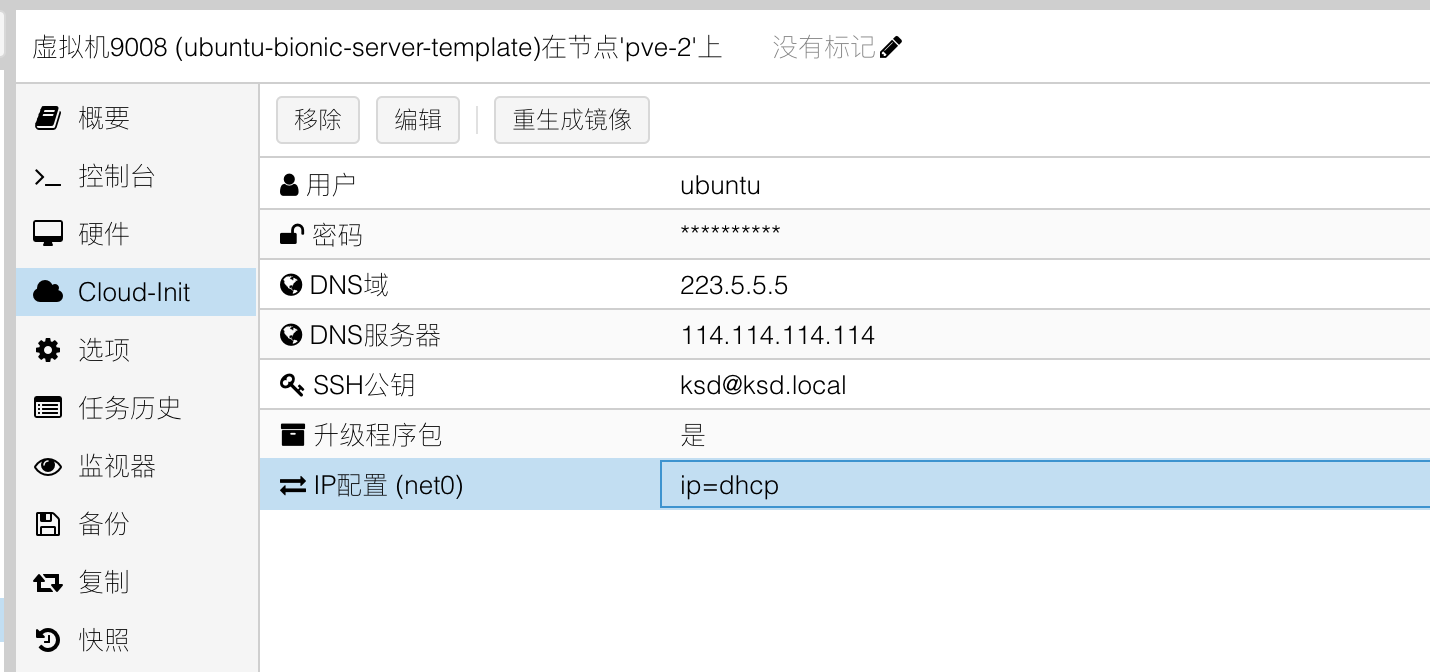 虚拟机9008 (ubuntu-bionic-server-template)在节点'pve-2'上 没有标记
概要
控制台
硬件
Cloud-Init
选项
任务历史
监视器
备份
复制
快照
移除 编辑 重生成镜像
用户 ubuntu
密码 **********
DNS域 223.5.5.5
DNS服务器 114.114.114.114
SSH公钥 ksd@ksd.local
升级程序包 是
IP配置 (net0) ip=dhcp